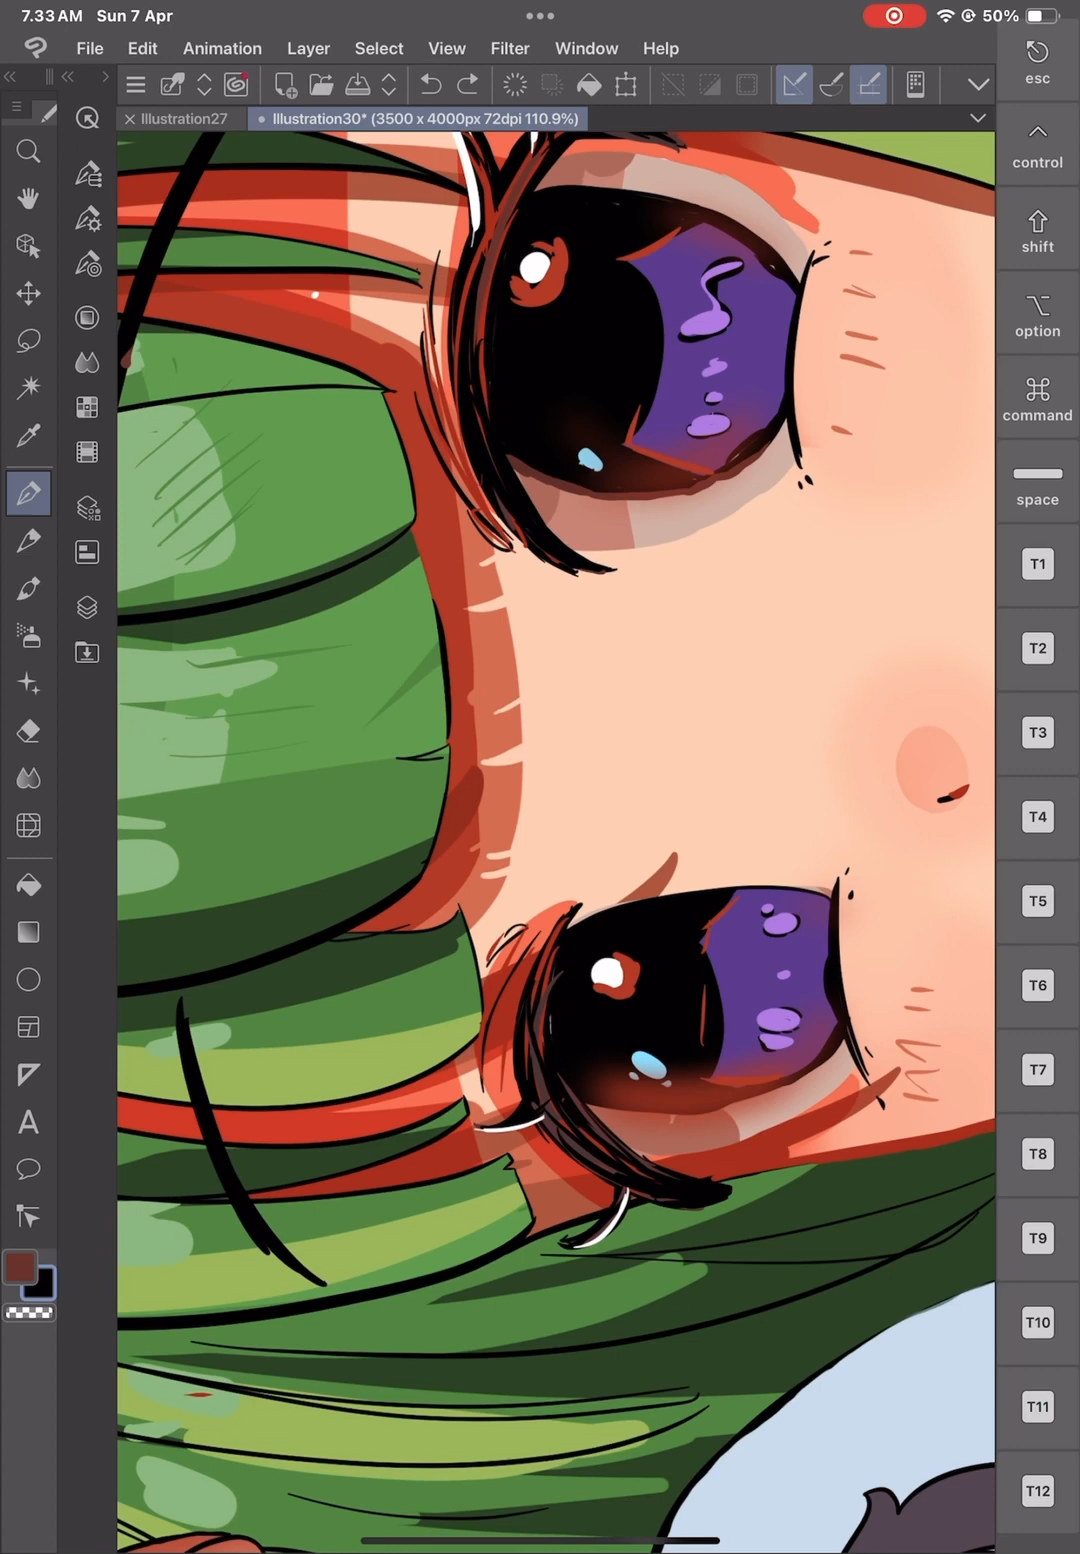 7.33 AM Sun 7 Apr
50%
File Edit Animation Layer Select View Filter Window Help
esc
Illustration27
Illustration30* (3500 x 4000px 72dpi 110.9%)
control
shift
option
command
space
T1
T2
T3
T4
T5
T6
T7
T8
T9
T10
T11
T12